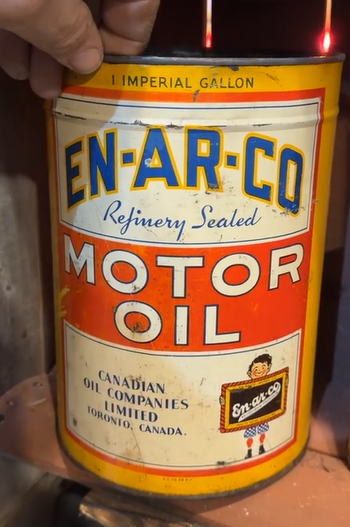 1 IMPERIAL GALLON
EN-AR-CO
Refinery Sealed
MOTOR
OIL
CANADIAN
OIL COMPANIES
LIMITED
TORONTO, CANADA.
En-ar-co